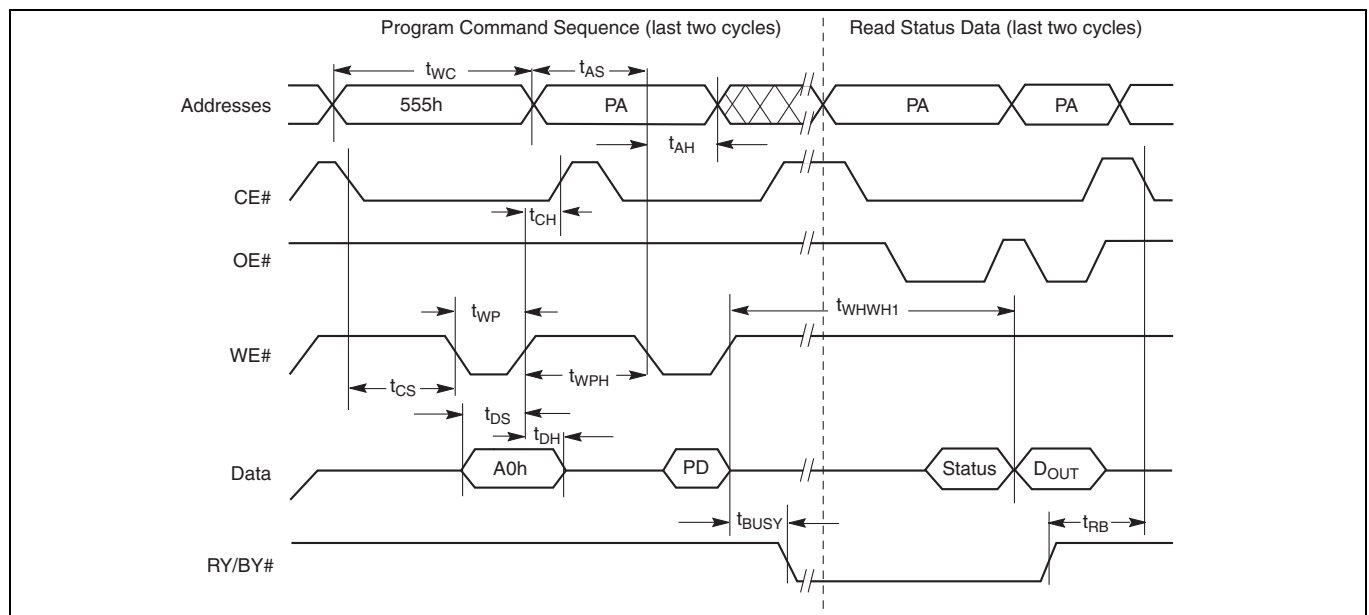 Program Command Sequence (last two cycles) Read Status Data (last two cycles)
tWC tAS
Addresses 555h PA PA PA
tAH
CE#
tCH
OE#
tWP tWHWH1
WE#
tCS tWPH
tDS
tDH
Data A0h PD Status DOUT
tBUSY tRB
RY/BY#